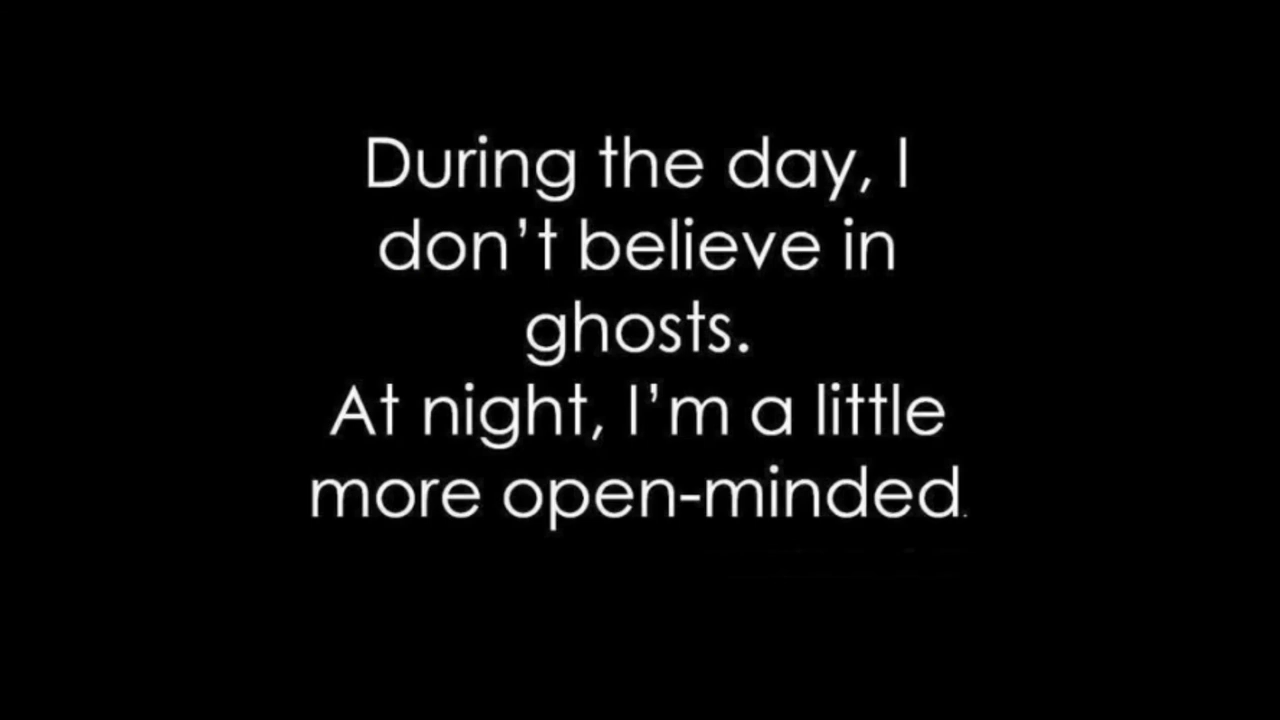 During the day, I
don’t believe in
ghosts.
At night, I’m a little
more open-minded.